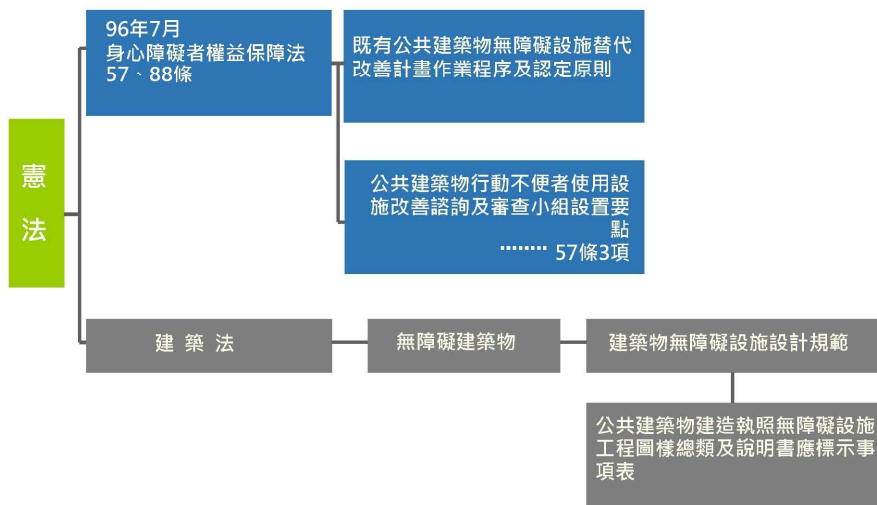 憲
法
96年7月
身心障礙者權益保障法
57、88條
既有公共建築物無障礙設施替代
改善計畫作業程序及認定原則
公共建築物行動不便者使用設
施改善諮詢及審查小組設置要
點
········ 57條3項
建 築 法
無障礙建築物
建築物無障礙設施設計規範
公共建築物建造執照無障礙設施
工程圖樣總類及說明書應標示事
項表